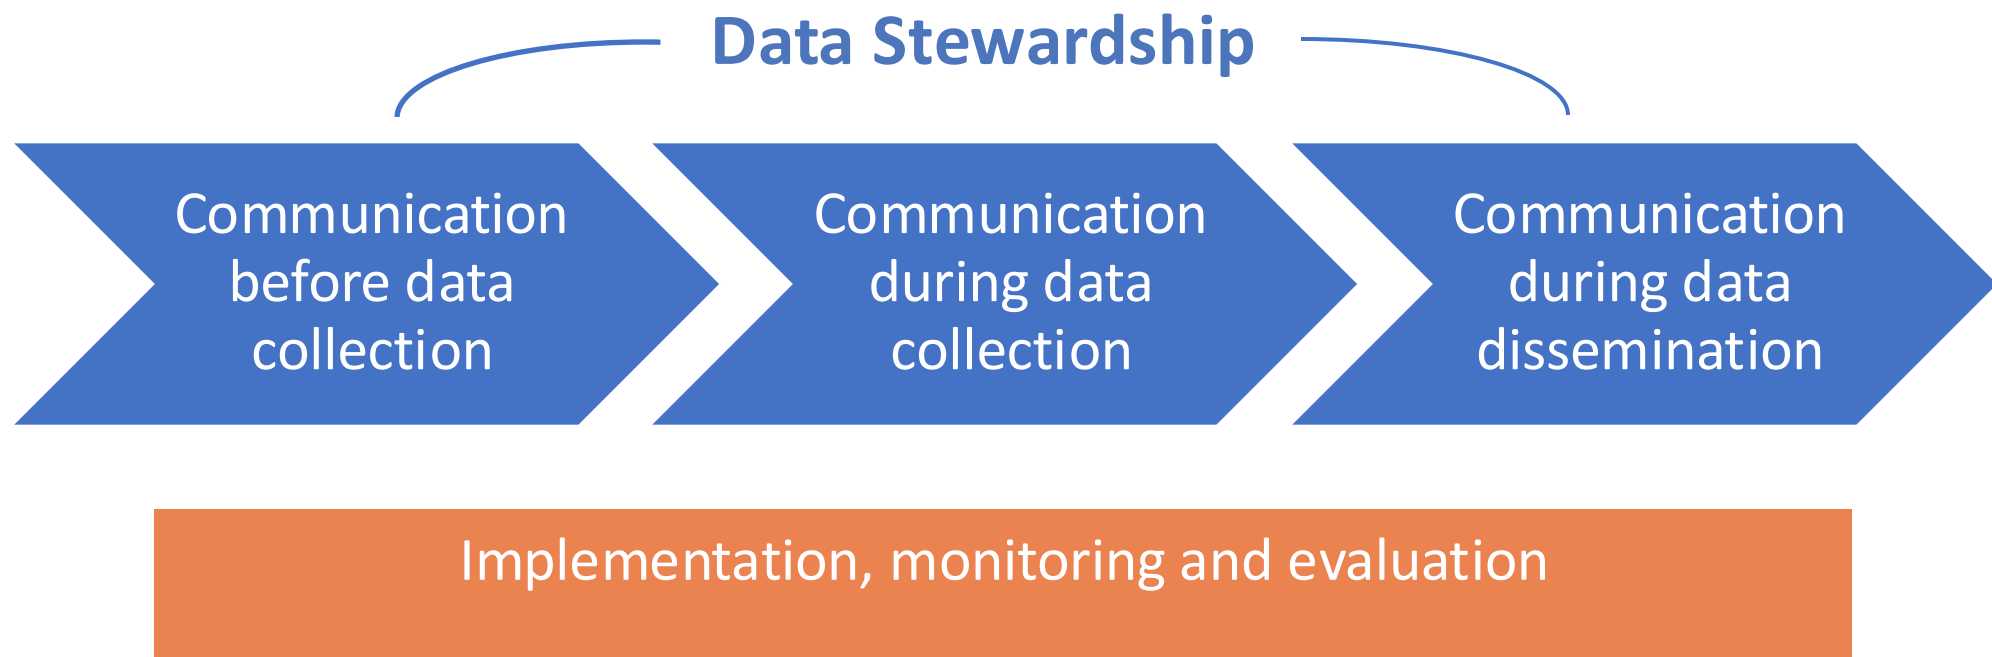 Data Stewardship
Communication
before data
collection
Communication
during data
collection
Communication
during data
dissemination
Implementation, monitoring and evaluation